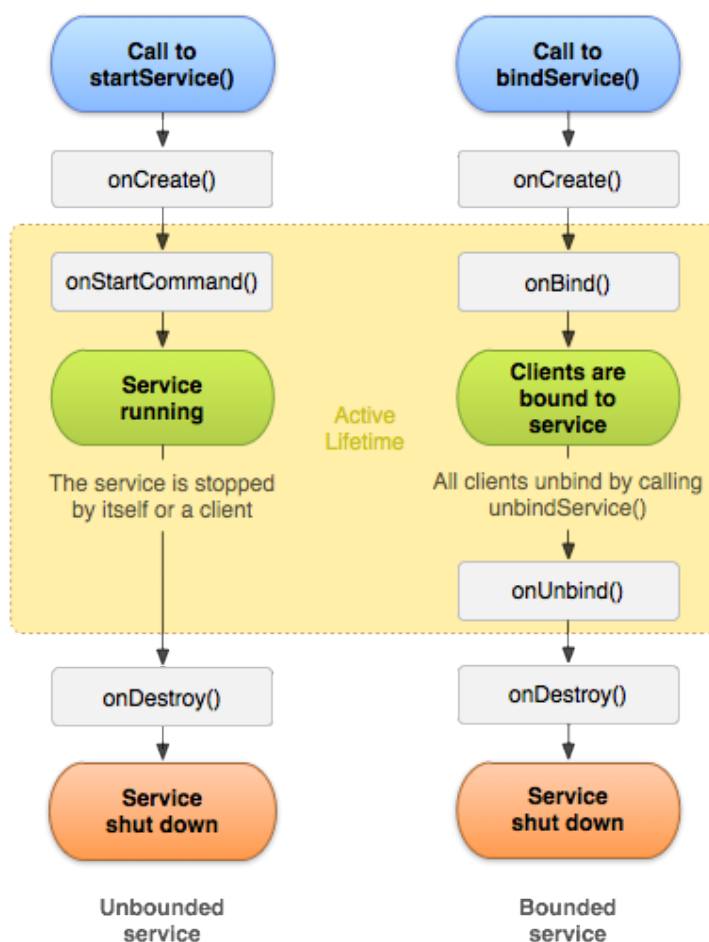 Call to
startService()
onCreate()
onStartCommand()
Service
running
The service is stopped
by itself or a client
onDestroy()
Service
shut down
Unbounded
service
Active
Lifetime
Call to
bindService()
onCreate()
onBind()
Clients are
bound to
service
All clients unbind by calling
unbindService()
onUnbind()
onDestroy()
Service
shut down
Bounded
service